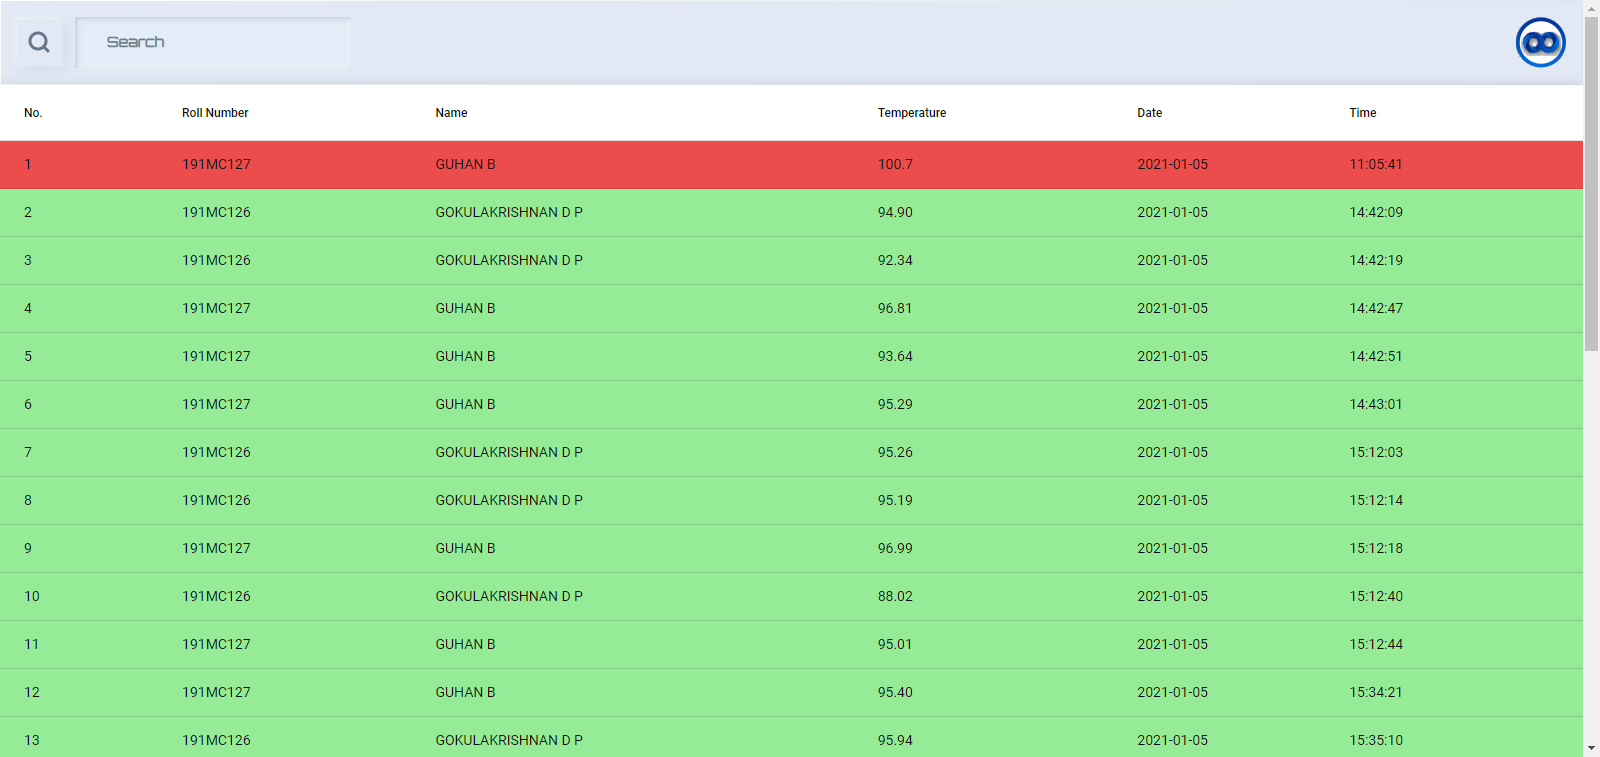 Search
No. Roll Number Name Temperature Date Time
1 191MC127 GUHAN B 100.7 2021-01-05 11:05:41
2 191MC126 GOKULAKRISHNAN D P 94.90 2021-01-05 14:42:09
3 191MC126 GOKULAKRISHNAN D P 92.34 2021-01-05 14:42:19
4 191MC127 GUHAN B 96.81 2021-01-05 14:42:47
5 191MC127 GUHAN B 93.64 2021-01-05 14:42:51
6 191MC127 GUHAN B 95.29 2021-01-05 14:43:01
7 191MC126 GOKULAKRISHNAN D P 95.26 2021-01-05 15:12:03
8 191MC126 GOKULAKRISHNAN D P 95.19 2021-01-05 15:12:14
9 191MC127 GUHAN B 96.99 2021-01-05 15:12:18
10 191MC126 GOKULAKRISHNAN D P 88.02 2021-01-05 15:12:40
11 191MC127 GUHAN B 95.01 2021-01-05 15:12:44
12 191MC127 GUHAN B 95.40 2021-01-05 15:34:21
13 191MC126 GOKULAKRISHNAN D P 95.94 2021-01-05 15:35:10